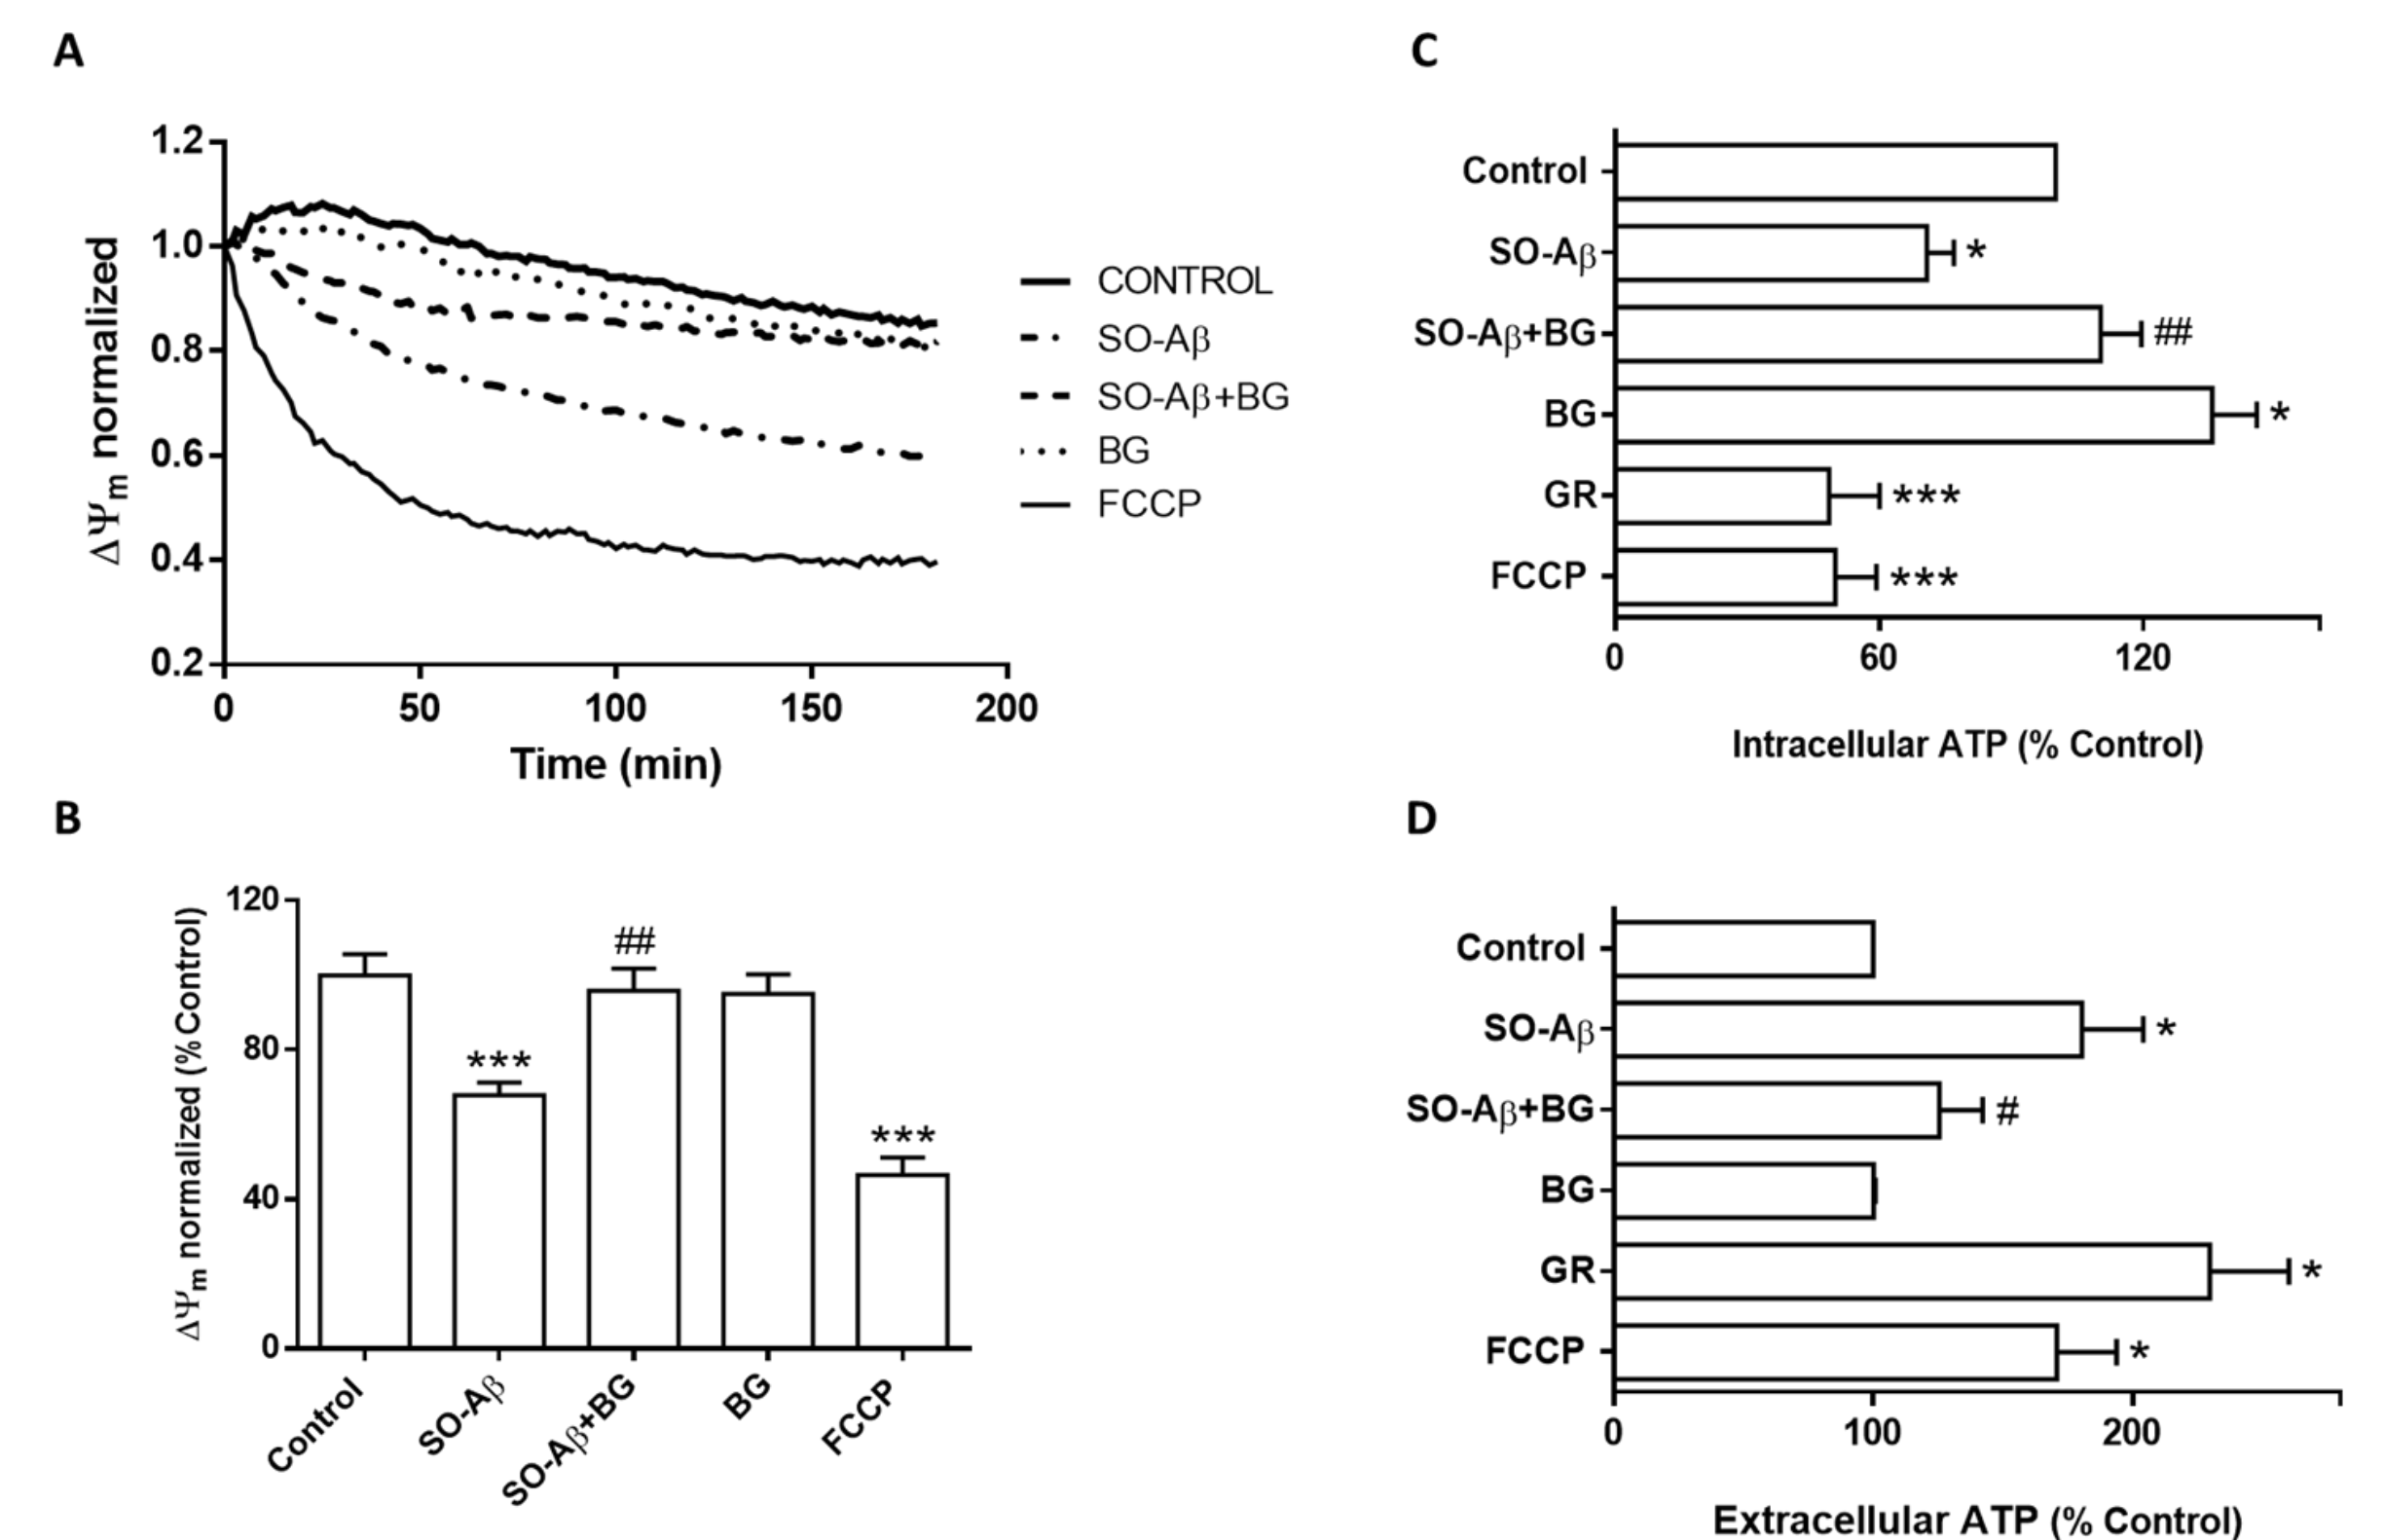 A
1.2
1.0
0.8
0.6
0.4
0.2
ΔΨm normalized
0 50 100 150 200
Time (min)
CONTROL
SO-Aβ
SO-Aβ+BG
BG
FCCP
B
120
80
40
0
ΔΨm normalized (% Control)
***
##
***
Control SO-Aβ SO-Aβ+BG BG FCCP
C
Control
SO-Aβ *
SO-Aβ+BG ##
BG *
GR ***
FCCP ***
0 60 120
Intracellular ATP (% Control)
D
Control
SO-Aβ *
SO-Aβ+BG #
BG
GR *
FCCP *
0 100 200
Extracellular ATP (% Control)